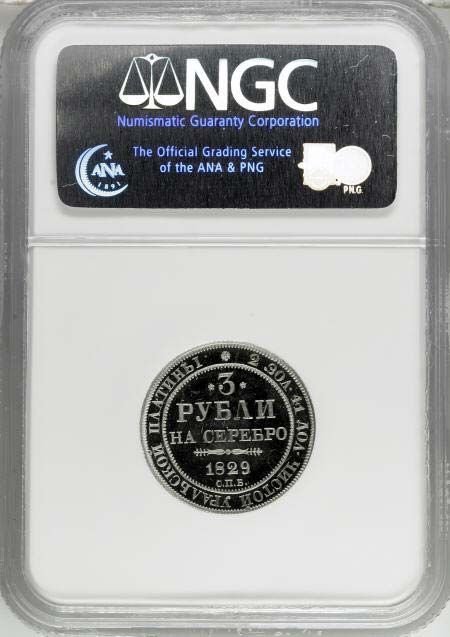 NGC
Numismatic Guaranty Corporation
ANA
1891
The Official Grading Service
of the ANA & PNG
P.N.G.
* 2 ЗОЛ. 41 ДОЛ. ЧИСТОЙ УРАЛЬСКОЙ ПЛАТИНЫ
*3*
РУБЛИ
НА СЕРЕБРО
1829
С.П.Б.